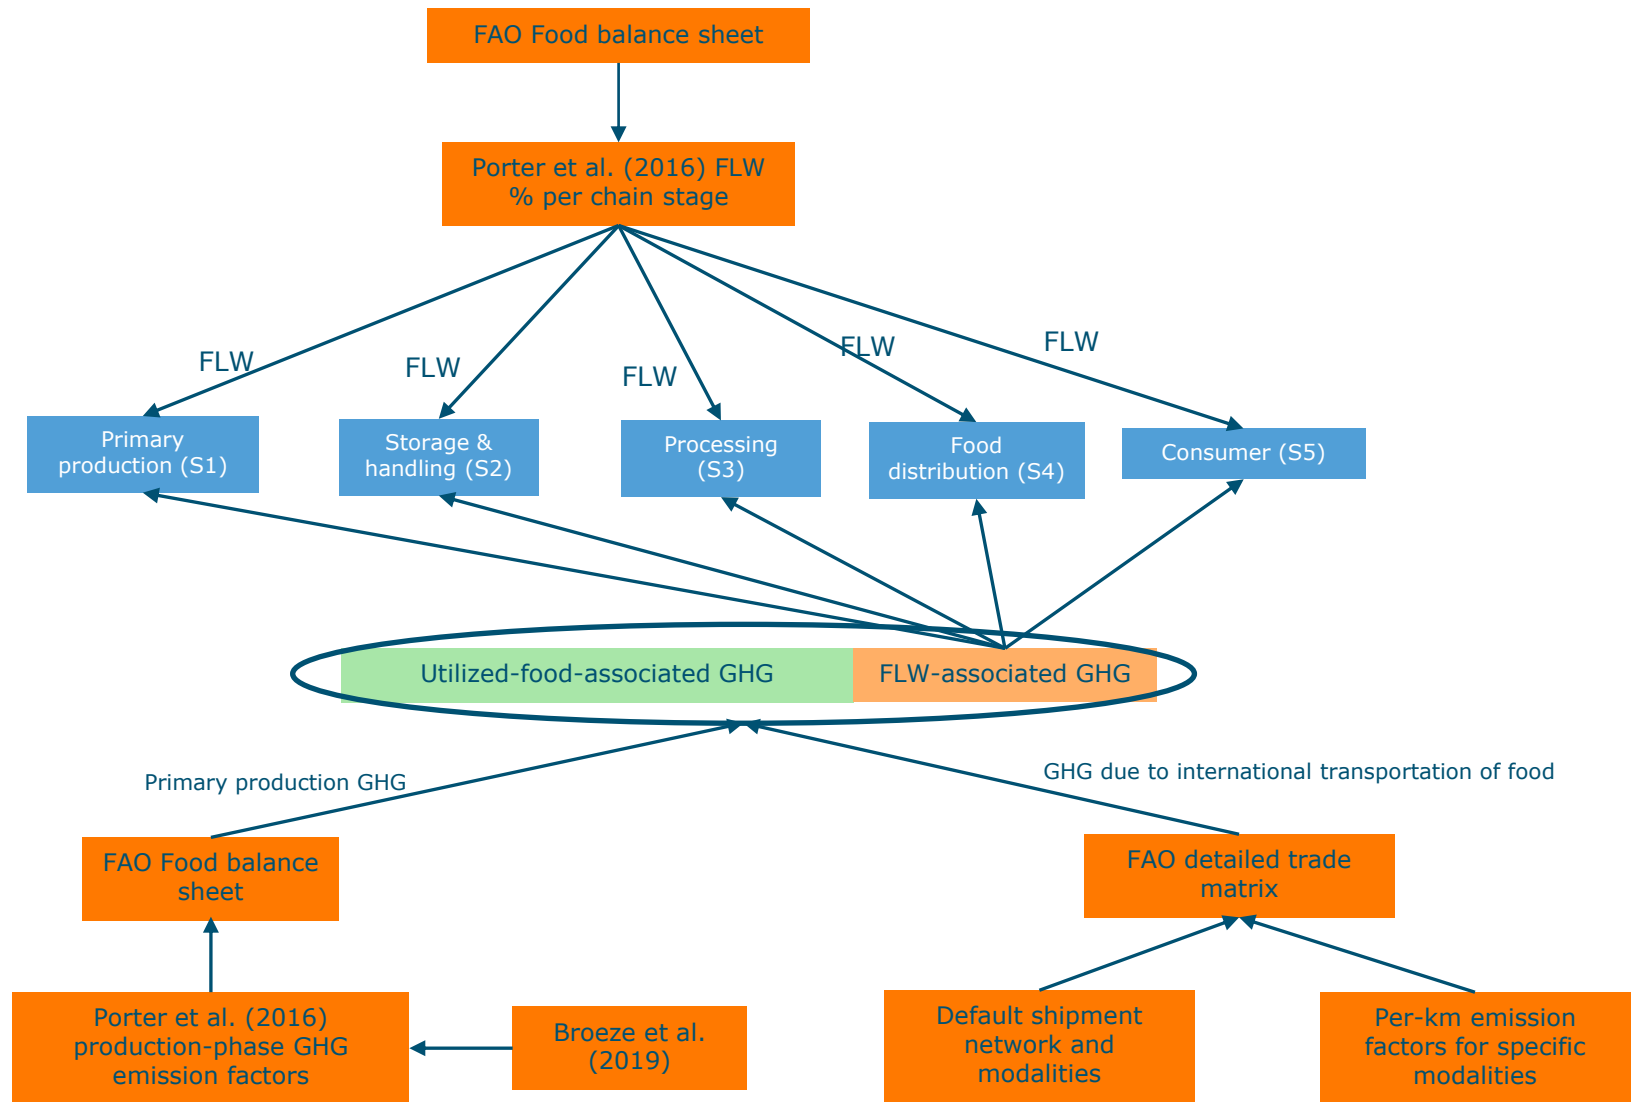 FAO Food balance sheet
Porter et al. (2016) FLW
% per chain stage
FLW
FLW
FLW
FLW
FLW
Primary
production (S1)
Storage &
handling (S2)
Processing
(S3)
Food
distribution (S4)
Consumer (S5)
Utilized-food-associated GHG
FLW-associated GHG
Primary production GHG
GHG due to international transportation of food
FAO Food balance
sheet
FAO detailed trade
matrix
Porter et al. (2016)
production-phase GHG
emission factors
Broeze et al.
(2019)
Default shipment
network and
modalities
Per-km emission
factors for specific
modalities